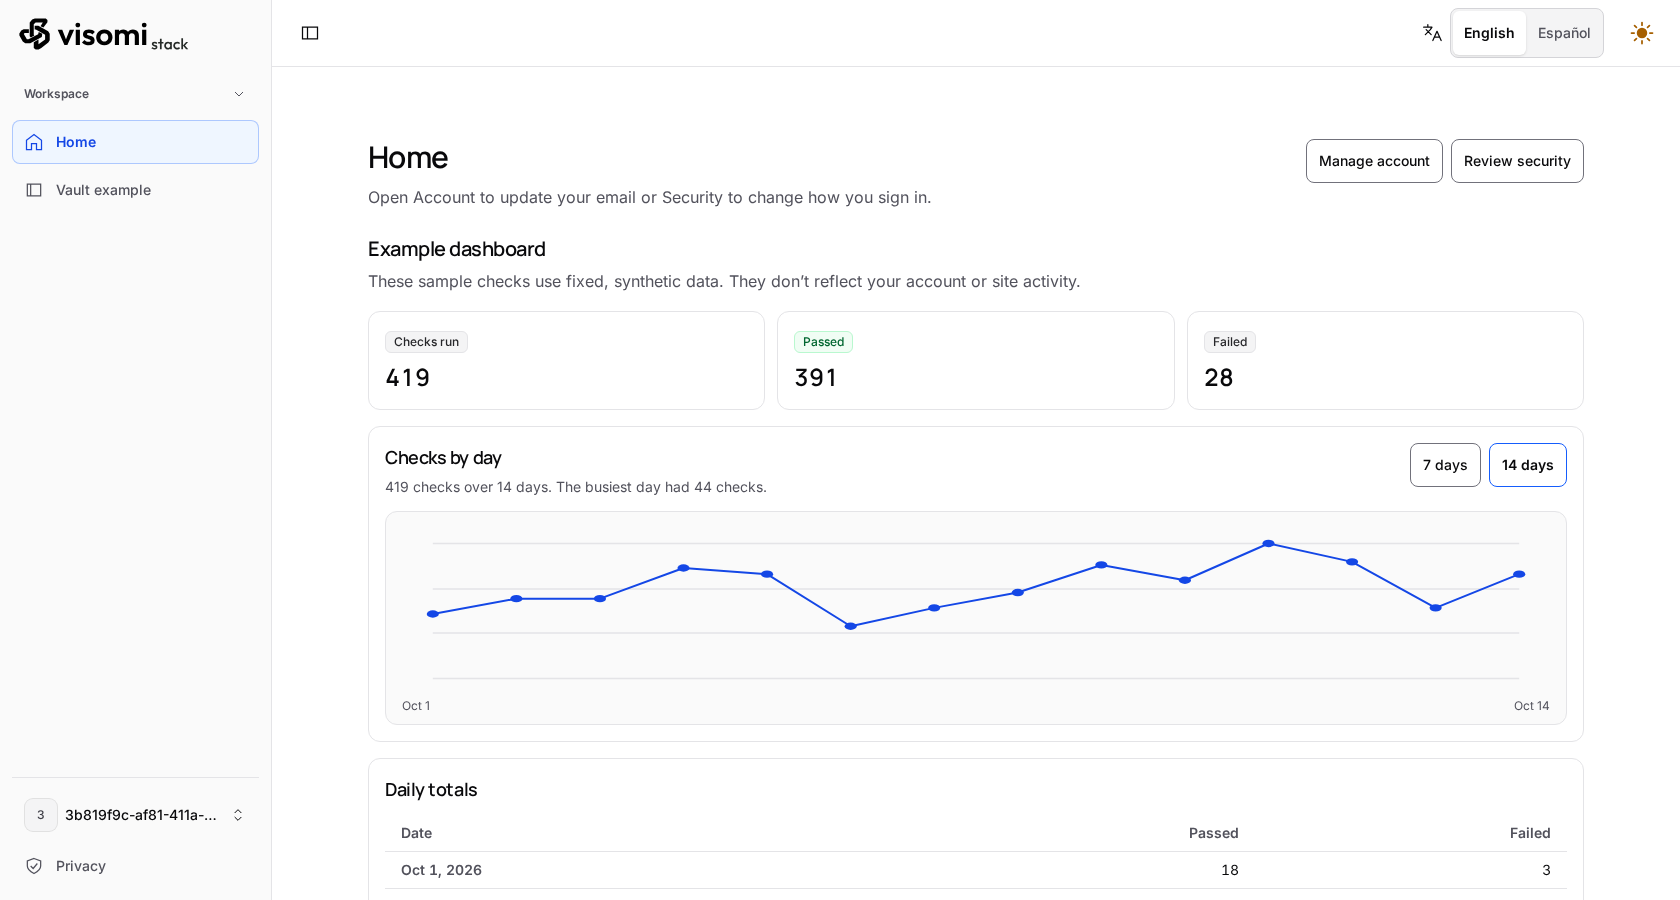 visomi stack
Workspace
Home
Vault example
3
3b819f9c-af81-411a-...
Privacy
English
Español
Home
Manage account
Review security
Open Account to update your email or Security to change how you sign in.
Example dashboard
These sample checks use fixed, synthetic data. They don’t reflect your account or site activity.
Checks run
419
Passed
391
Failed
28
Checks by day
7 days
14 days
419 checks over 14 days. The busiest day had 44 checks.
Oct 1
Oct 14
Daily totals
Date Passed Failed
Oct 1, 2026 18 3